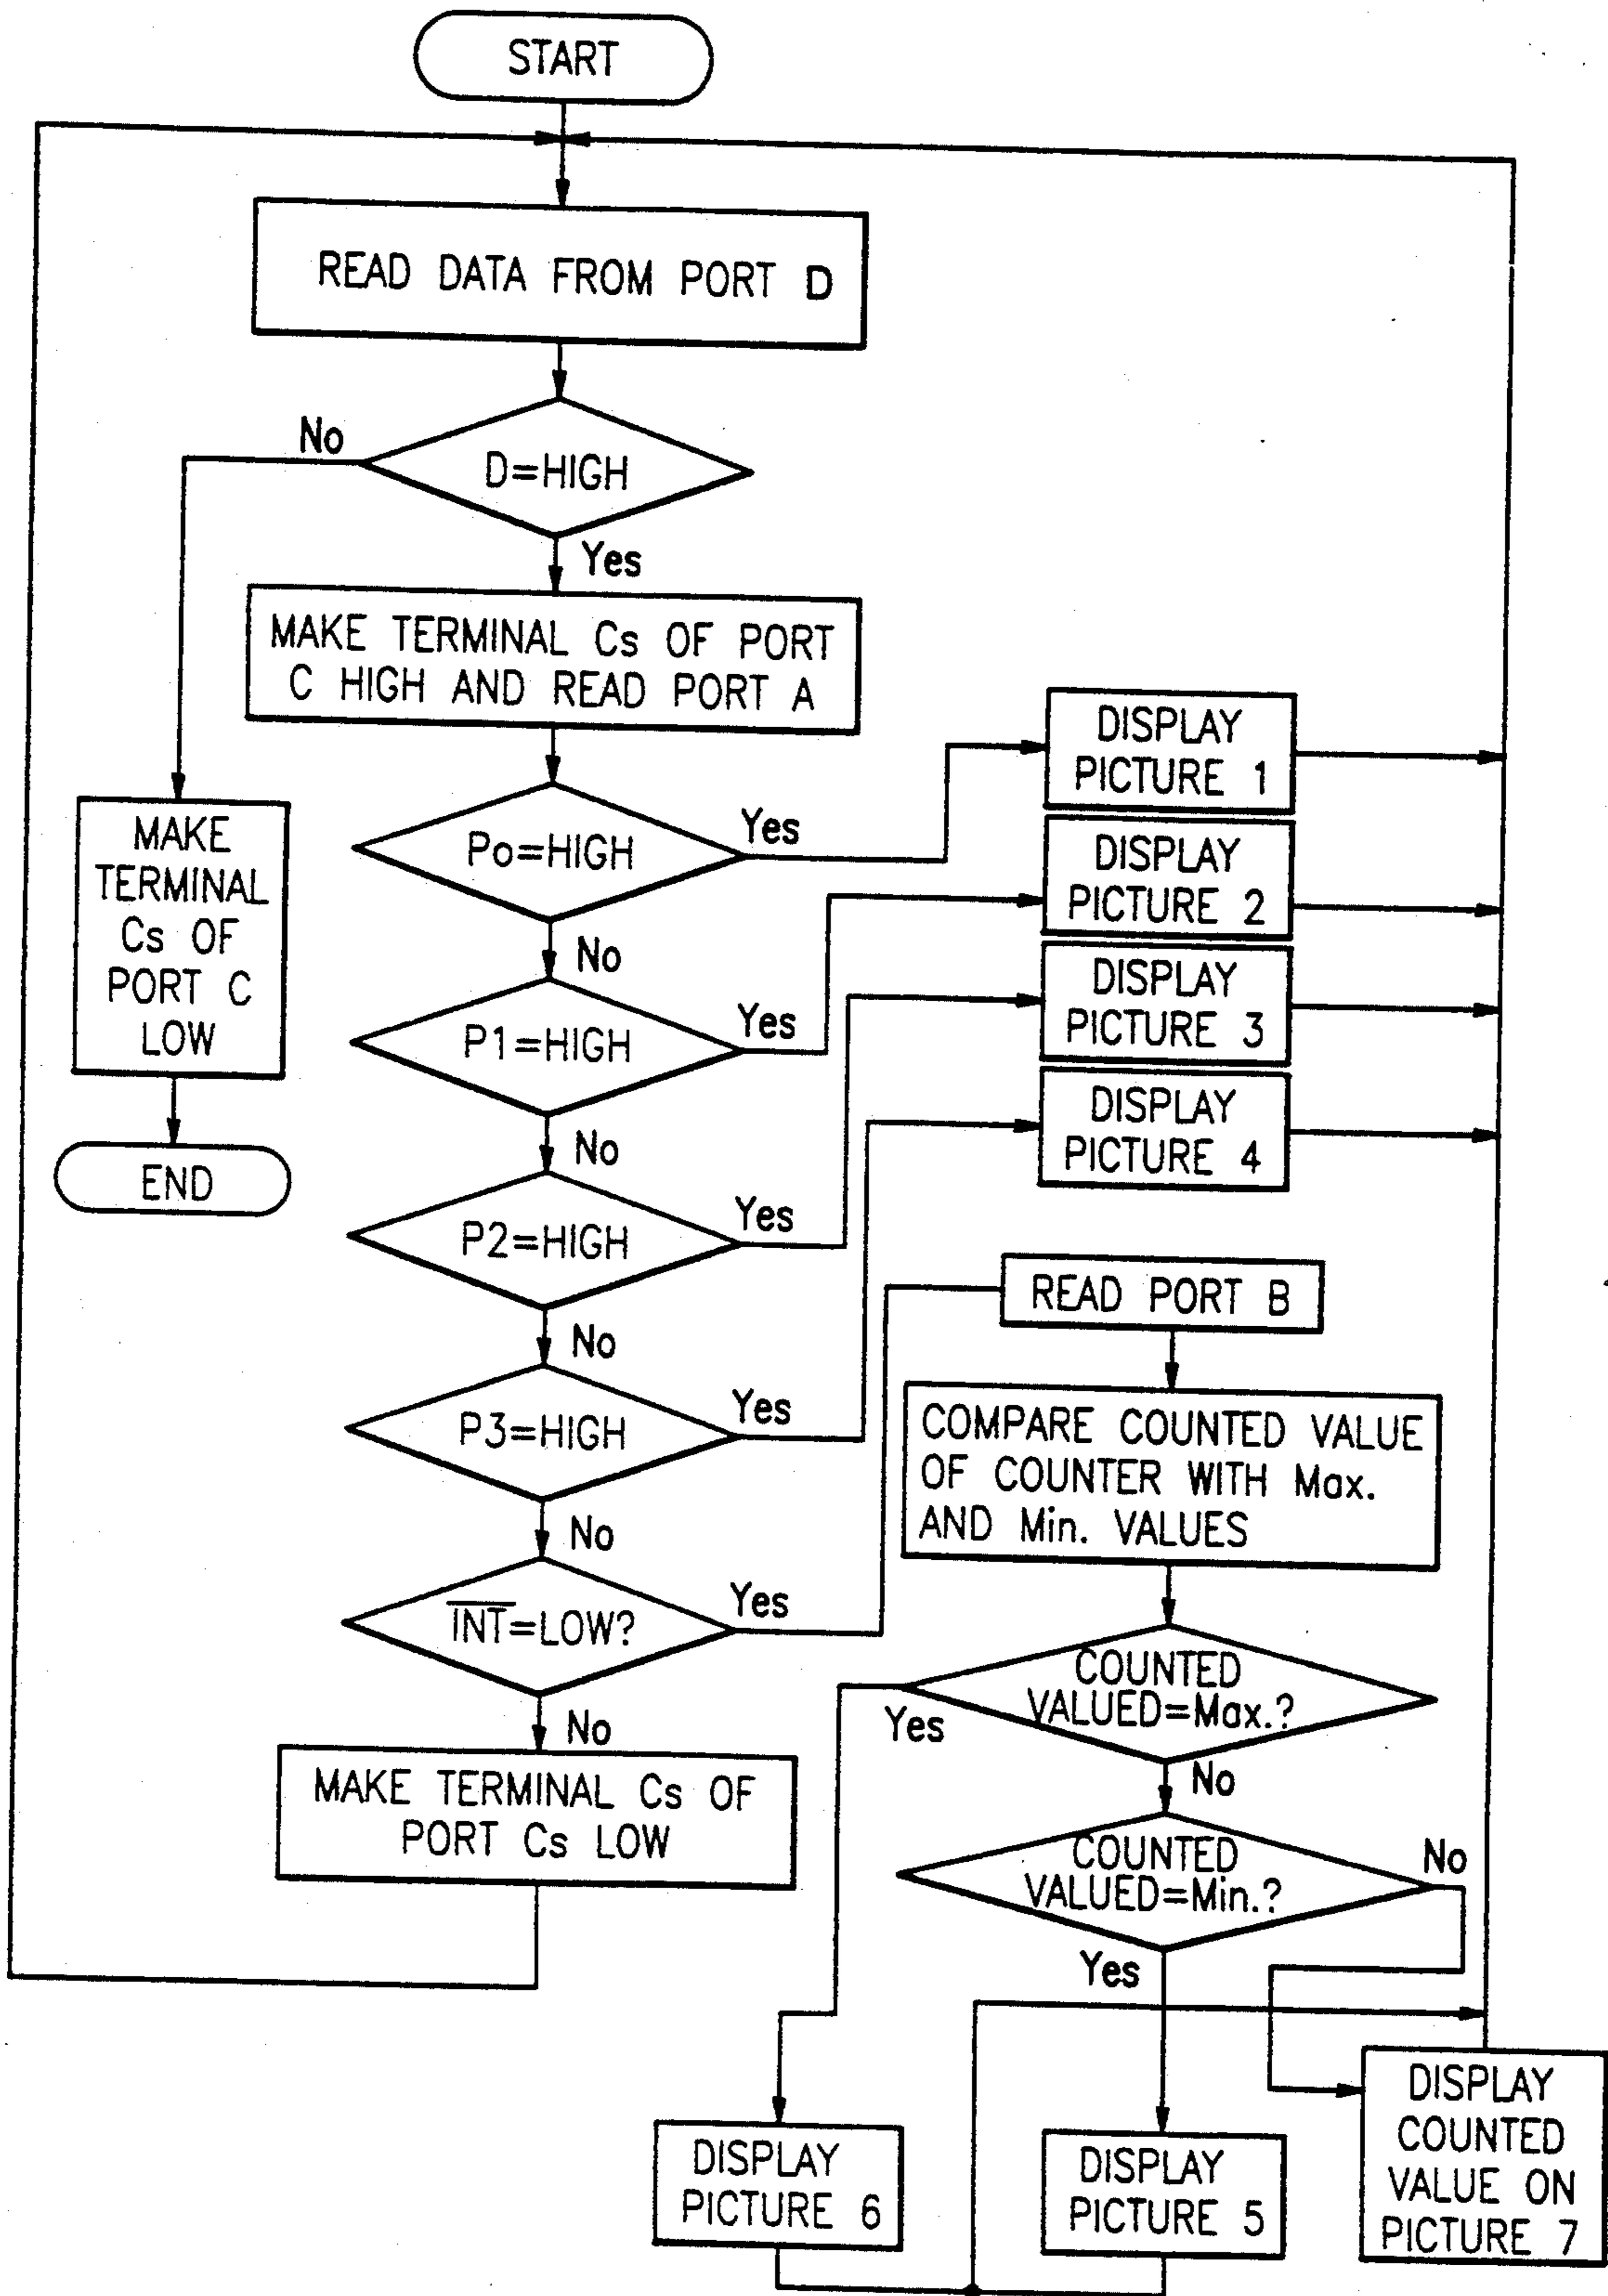 START
READ DATA FROM PORT D
No
D=HIGH
Yes
MAKE TERMINAL Cs OF PORT
C HIGH AND READ PORT A
MAKE
TERMINAL
Cs OF
PORT C
LOW
END
Po=HIGH
Yes
DISPLAY
PICTURE 1
No
P1=HIGH
Yes
DISPLAY
PICTURE 2
No
P2=HIGH
Yes
DISPLAY
PICTURE 3
No
P3=HIGH
Yes
DISPLAY
PICTURE 4
No
I̅N̅T̅=LOW?
Yes
READ PORT B
COMPARE COUNTED VALUE
OF COUNTER WITH Max.
AND Min. VALUES
No
MAKE TERMINAL Cs OF
PORT Cs LOW
COUNTED
VALUED=Max.?
Yes
No
COUNTED
VALUED=Min.?
No
Yes
DISPLAY
PICTURE 6
DISPLAY
PICTURE 5
DISPLAY
COUNTED
VALUE ON
PICTURE 7